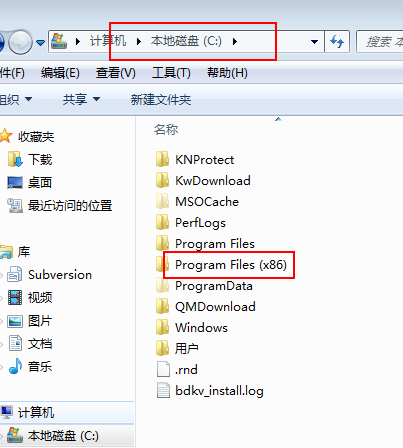 计算机 ▸ 本地磁盘 (C:) ▸
搜索 本
件(F) 编辑(E) 查看(V) 工具(T) 帮助(H)
组织 共享 新建文件夹
收藏夹
下载
桌面
最近访问的位置
库
Subversion
视频
图片
文档
音乐
计算机
本地磁盘 (C:)
名称
KNProtect
KwDownload
MSOCache
PerfLogs
Program Files
Program Files (x86)
ProgramData
QMDownload
Windows
用户
.rnd
bdkv_install.log